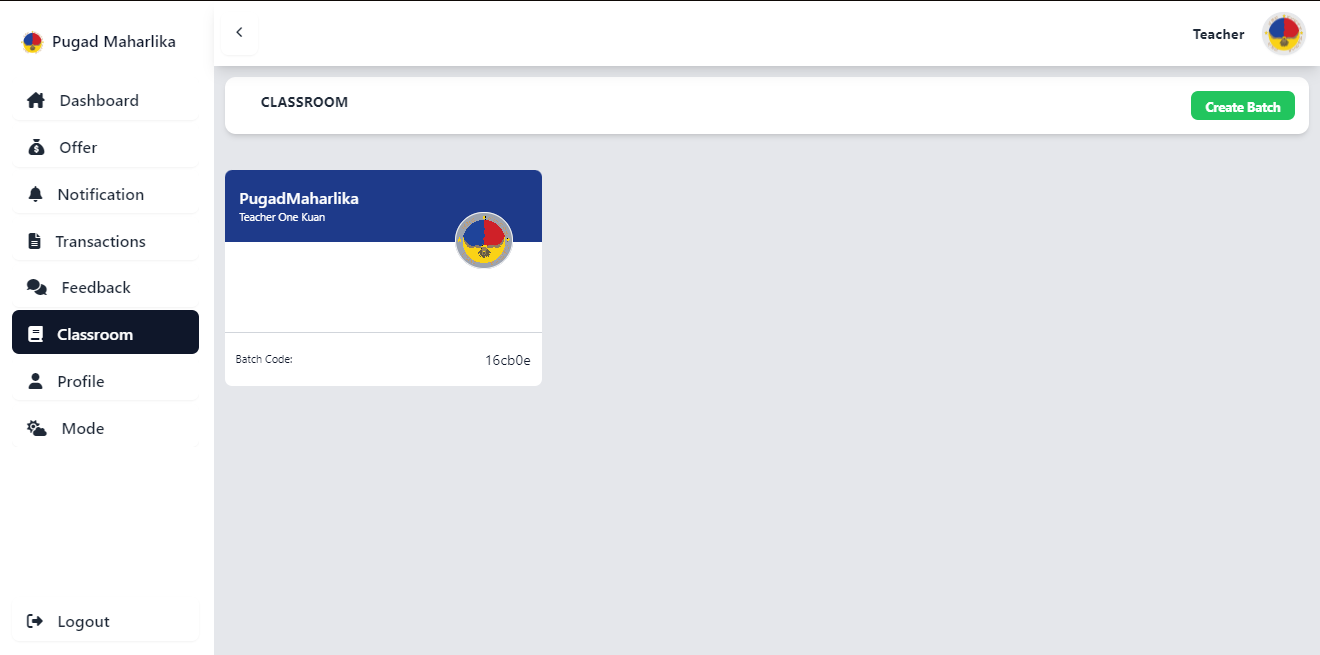 Pugad Maharlika
Dashboard
Offer
Notification
Transactions
Feedback
Classroom
Profile
Mode
Logout
Teacher
CLASSROOM
Create Batch
PugadMaharlika
Teacher One Kuan
Batch Code:
16cb0e